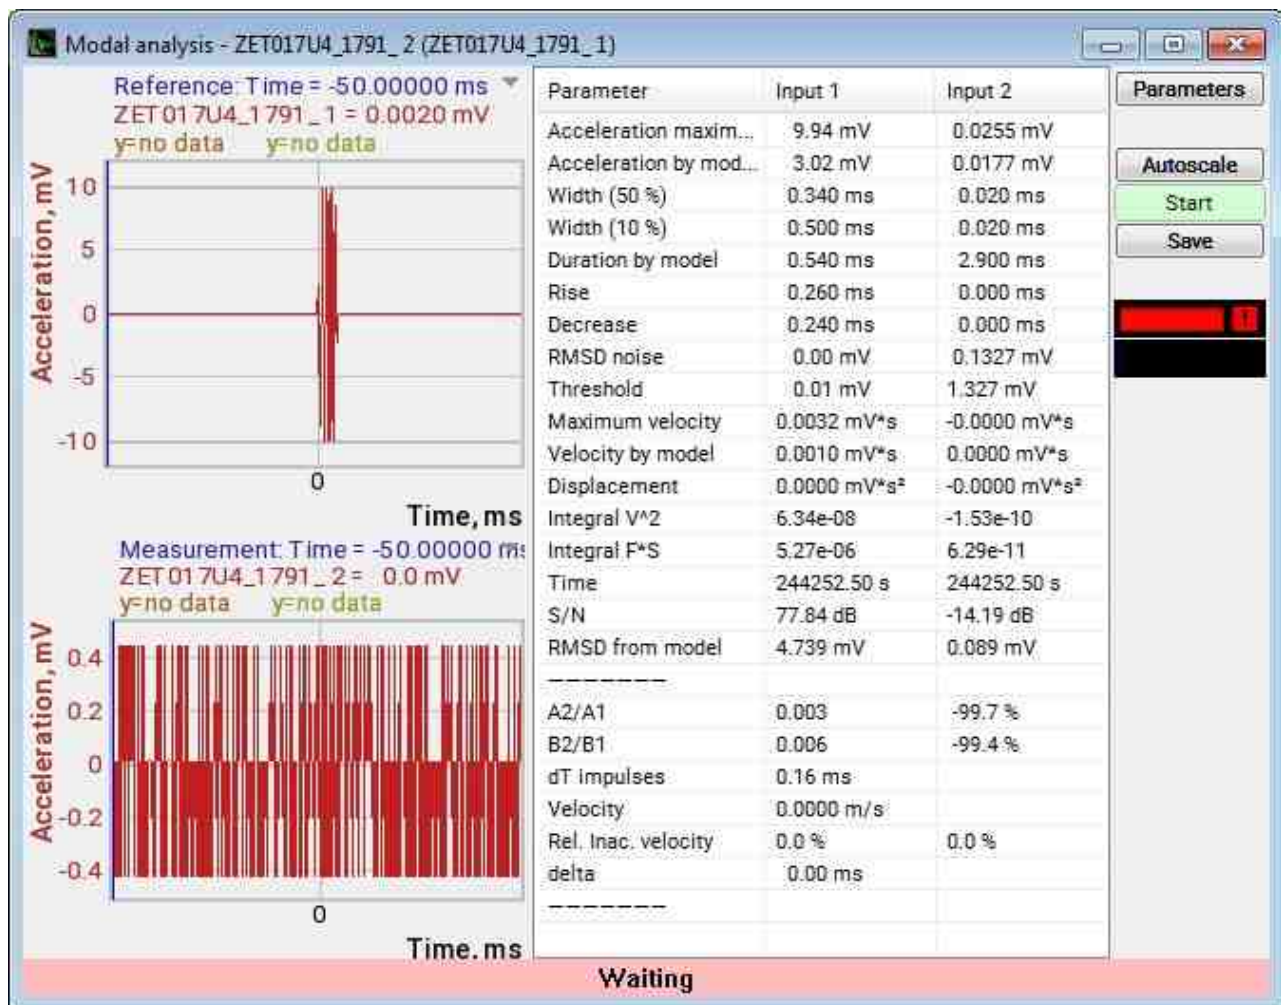 Modal analysis - ZET017U4_1791_ 2 (ZET017U4_1791_ 1)
Reference: Time = -50.00000 ms
ZET017U4_1791_ 1 = 0.0020 mV
y=no data y=no data
Acceleration, mV
10
5
0
-5
-10
0
Time, ms
Measurement: Time = -50.00000 ms
ZET017U4_1791_ 2 = 0.0 mV
y=no data y=no data
Acceleration, mV
0.4
0.2
0
-0.2
-0.4
0
Time, ms
Parameter Input 1 Input 2
Acceleration maxim... 9.94 mV 0.0255 mV
Acceleration by mod... 3.02 mV 0.0177 mV
Width (50 %) 0.340 ms 0.020 ms
Width (10 %) 0.500 ms 0.020 ms
Duration by model 0.540 ms 2.900 ms
Rise 0.260 ms 0.000 ms
Decrease 0.240 ms 0.000 ms
RMSD noise 0.00 mV 0.1327 mV
Threshold 0.01 mV 1.327 mV
Maximum velocity 0.0032 mV*s -0.0000 mV*s
Velocity by model 0.0010 mV*s 0.0000 mV*s
Displacement 0.0000 mV*s² -0.0000 mV*s²
Integral V^2 6.34e-08 -1.53e-10
Integral F*S 5.27e-06 6.29e-11
Time 244252.50 s 244252.50 s
S/N 77.84 dB -14.19 dB
RMSD from model 4.739 mV 0.089 mV
———————
A2/A1 0.003 -99.7 %
B2/B1 0.006 -99.4 %
dT impulses 0.16 ms
Velocity 0.0000 m/s
Rel. Inac. velocity 0.0 % 0.0 %
delta 0.00 ms
———————
Parameters
Autoscale
Start
Save
!
Waiting